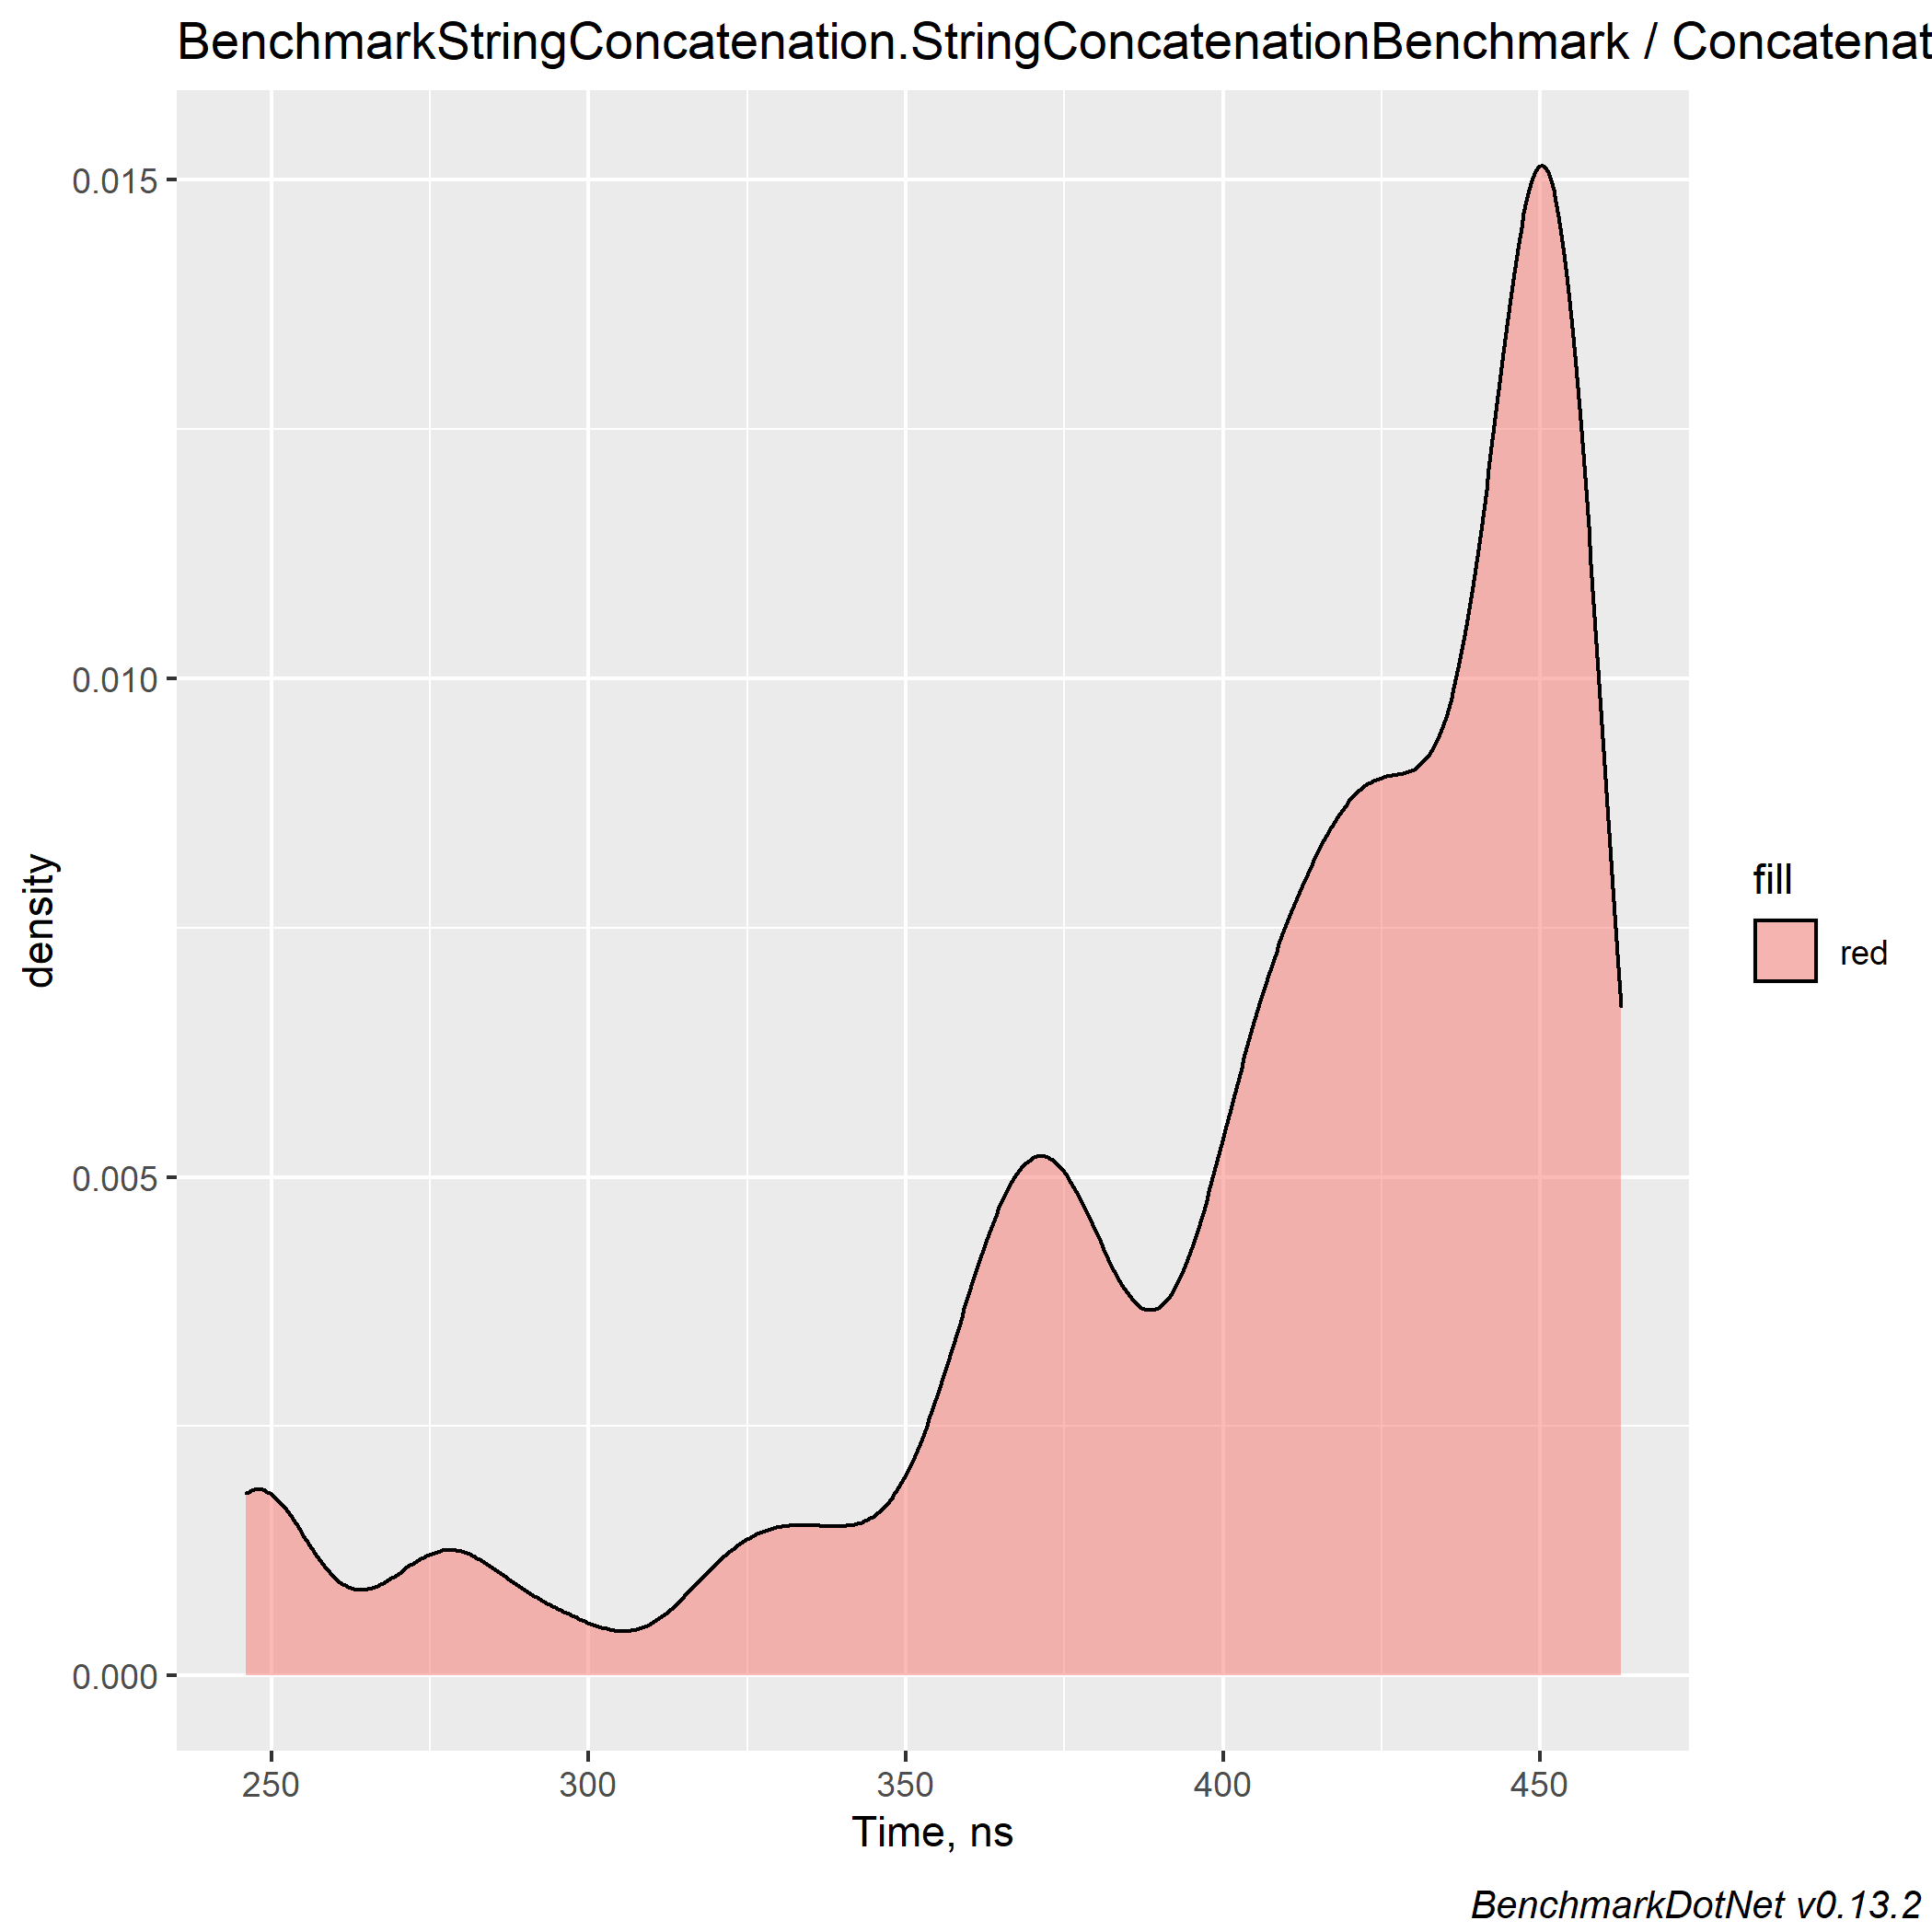 BenchmarkStringConcatenation.StringConcatenationBenchmark / Concatenat
0.015
0.010
0.005
0.000
density
250 300 350 400 450
Time, ns
fill
red
BenchmarkDotNet v0.13.2